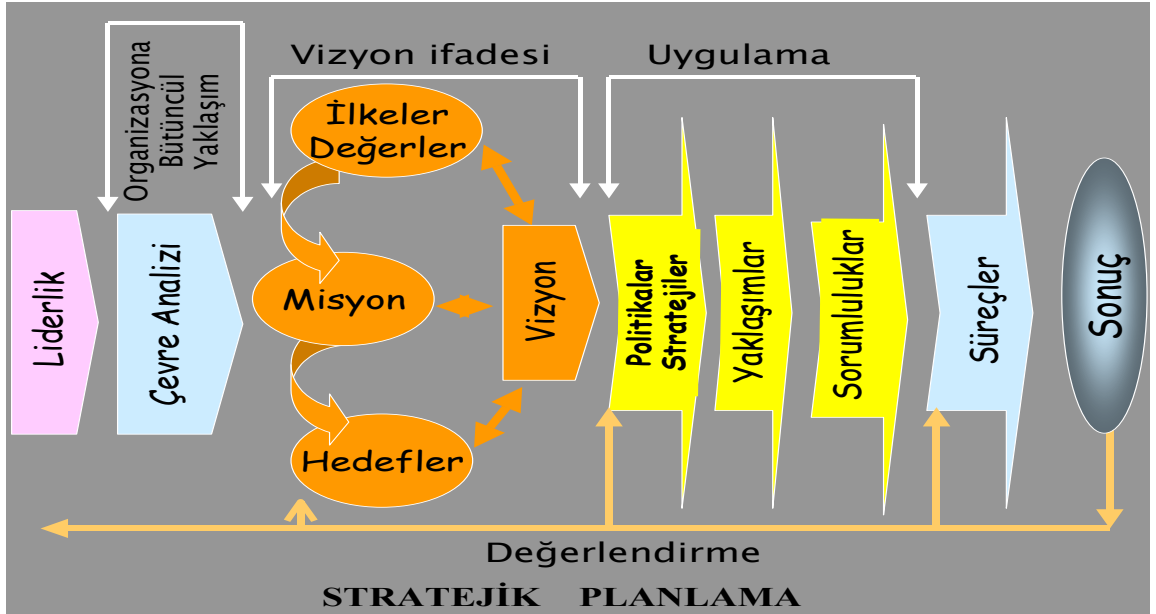 Organizasyona
Bütüncül
Yaklaşım
Vizyon ifadesi
Uygulama
Liderlik
Çevre Analizi
İlkeler
Değerler
Misyon
Hedefler
Vizyon
Politikalar
Stratejiler
Yaklaşımlar
Sorumluluklar
Süreçler
Sonuç
Değerlendirme
STRATEJİK PLANLAMA